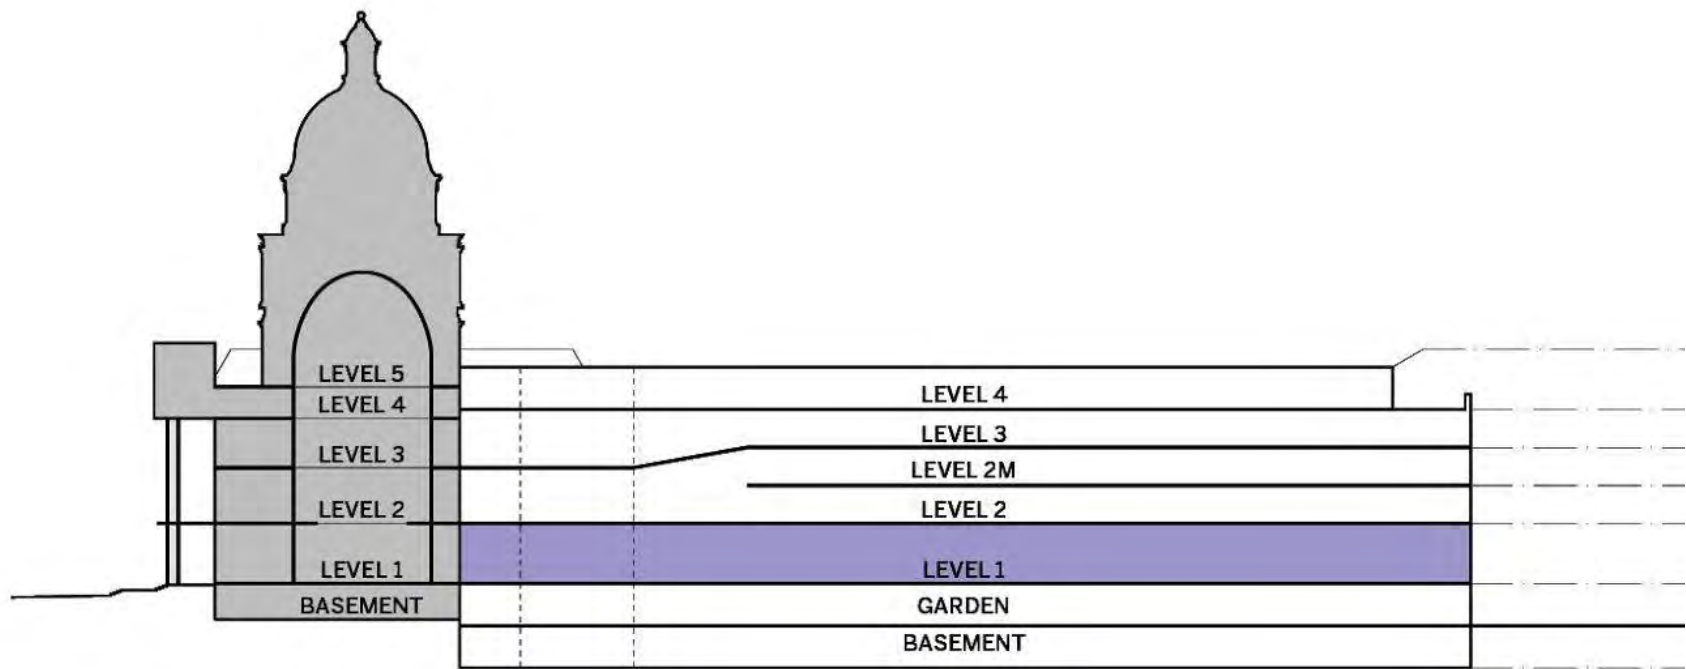 LEVEL 5
LEVEL 4
LEVEL 3
LEVEL 2
LEVEL 1
BASEMENT
LEVEL 4
LEVEL 3
LEVEL 2M
LEVEL 2
LEVEL 1
GARDEN
BASEMENT